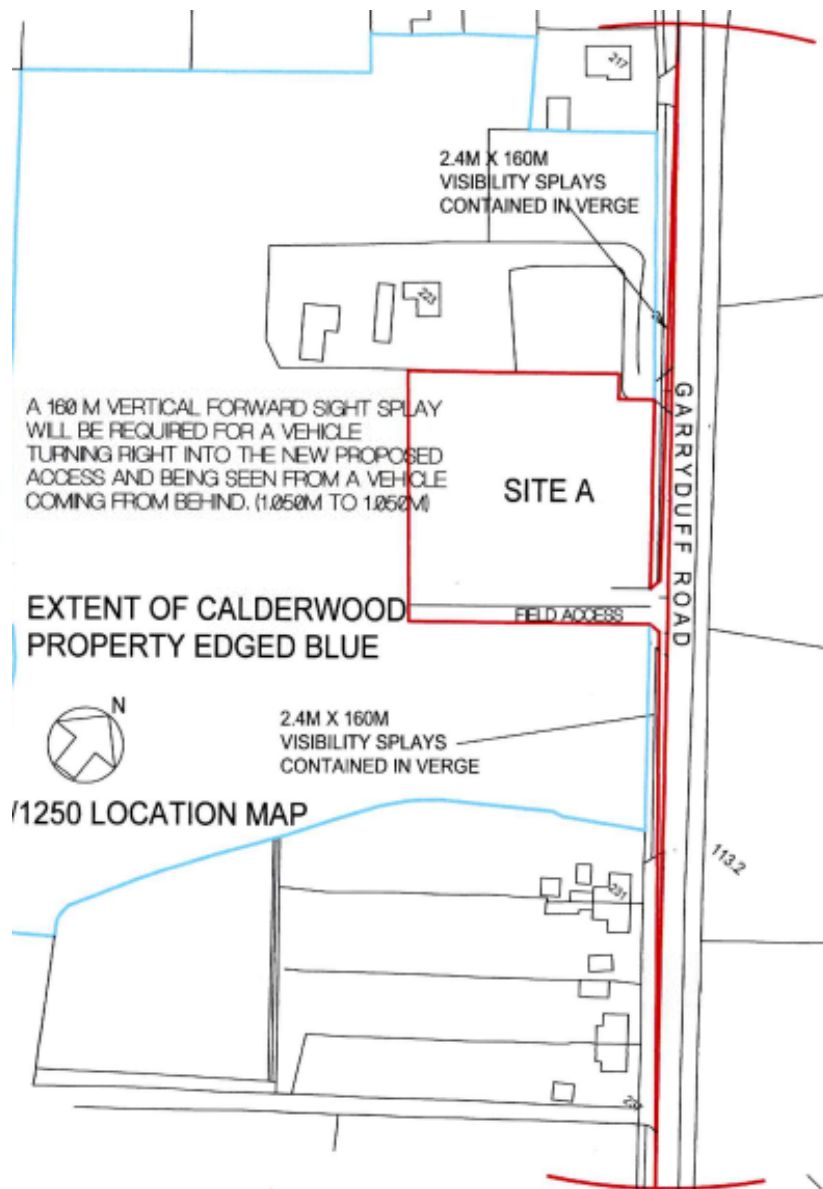 217
2.4M X 160M
VISIBILITY SPLAYS
CONTAINED IN VERGE
223
A 160 M VERTICAL FORWARD SIGHT SPLAY
WILL BE REQUIRED FOR A VEHICLE
TURNING RIGHT INTO THE NEW PROPOSED
ACCESS AND BEING SEEN FROM A VEHICLE
COMING FROM BEHIND. (1.050M TO 1.050M)
SITE A
GARRYDUFF ROAD
EXTENT OF CALDERWOOD
PROPERTY EDGED BLUE
FIELD ACCESS
N
2.4M X 160M
VISIBILITY SPLAYS
CONTAINED IN VERGE
/1250 LOCATION MAP
113.2
231